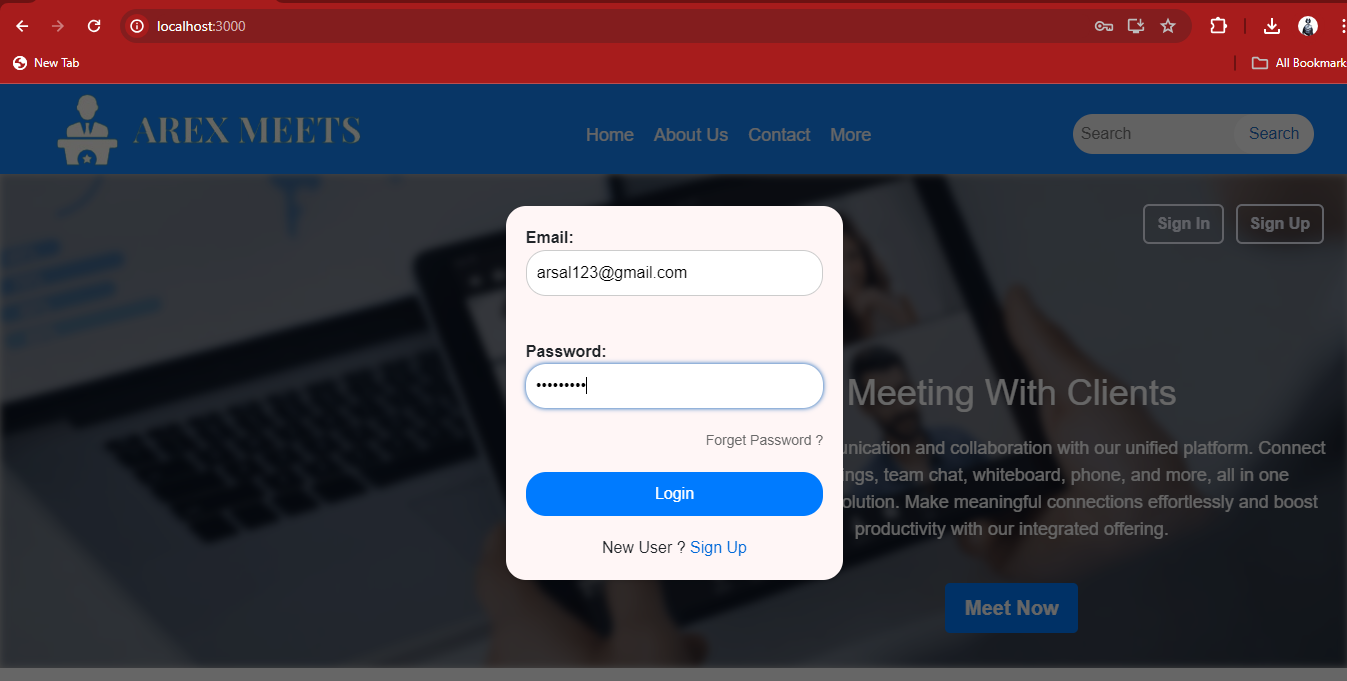 localhost:3000
New Tab
All Bookmark
AREX MEETS
Home About Us Contact More
Search Search
Sign In Sign Up
Email:
arsal123@gmail.com
Password:
•••••••••
Forget Password ?
Login
New User ? Sign Up
Meeting With Clients
and collaboration with our unified platform. Connect
team chat, whiteboard, phone, and more, all in one
Make meaningful connections effortlessly and boost
productivity with our integrated offering.
Meet Now